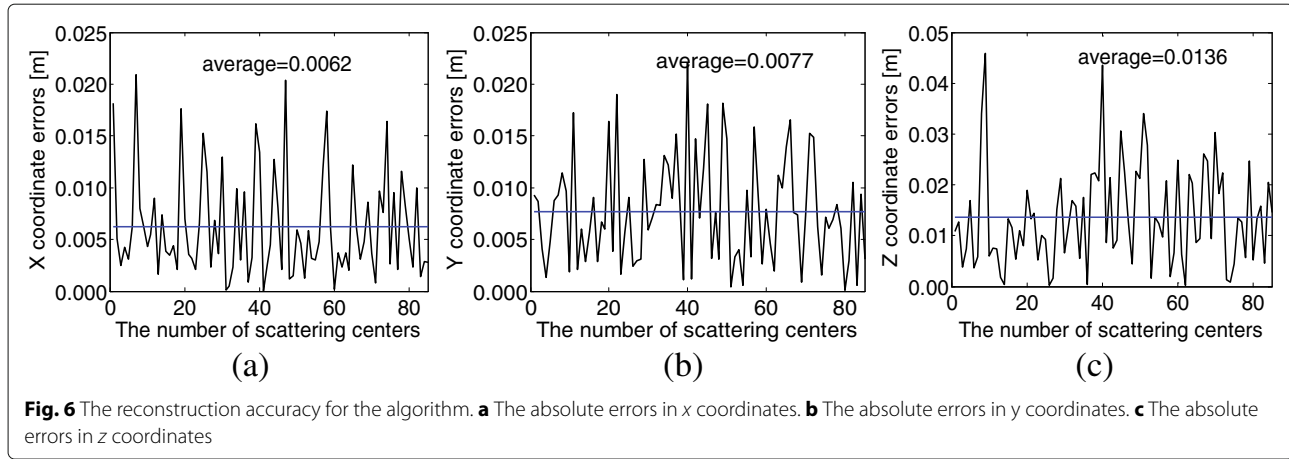 0.025
0.020
0.015
0.010
0.005
0.000
X coordinate errors [m]
average=0.0062
0 20 40 60 80
The number of scattering centers
(a)
0.025
0.020
0.015
0.010
0.005
0.000
Y coordinate errors [m]
average=0.0077
0 20 40 60 80
The number of scattering centers
(b)
0.05
0.04
0.03
0.02
0.01
0.00
Z coordinate errors [m]
average=0.0136
0 20 40 60 80
The number of scattering centers
(c)
Fig. 6 The reconstruction accuracy for the algorithm. a The absolute errors in x coordinates. b The absolute errors in y coordinates. c The absolute
errors in z coordinates